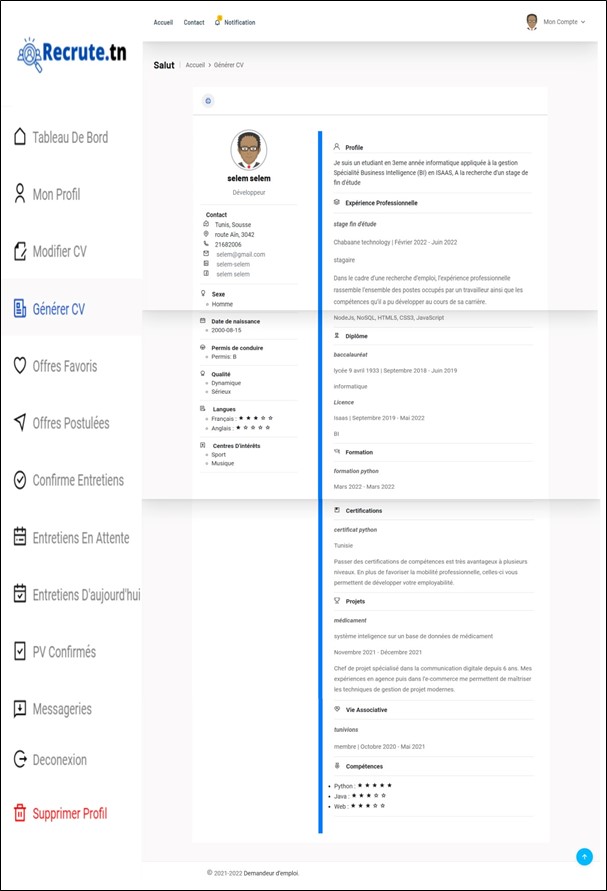 Accueil Contact Notification
Mon Compte
Recrute.tn
Tableau De Bord
Mon Profil
Modifier CV
Générer CV
Offres Favoris
Offres Postulées
Confirme Entretiens
Entretiens En Attente
Entretiens D'aujourd'hui
PV Confirmés
Messageries
Deconexion
Supprimer Profil
Salut | Accueil > Générer CV
selem selem
Développeur
Contact
Tunis, Sousse
route Aïn, 3042
21682006
selem@gmail.com
selem-selem
selem selem
Sexe
Homme
Date de naissance
2000-08-15
Permis de conduire
Permis: B
Qualité
Dynamique
Sérieux
Langues
Français : ★ ★ ★ ☆ ☆
Anglais : ★ ☆ ☆ ☆ ☆
Centres D'intérêts
Sport
Musique
Profile
Je suis un etudiant en 3eme année informatique appliquée à la gestion
Spécialité Business Intelligence (BI) en ISAAS, A la recherche d'un stage de
fin d'étude
Expérience Professionnelle
stage fin d'étude
Chabaane technology | Février 2022 - Juin 2022
stagaire
Dans le cadre d'une recherche d'emploi, l'expérience professionnelle
rassemble l'ensemble des postes occupés par un travailleur ainsi que les
compétences qu'il a pu développer au cours de sa carrière.
NodeJs, NoSQL, HTML5, CSS3, JavaScript
Diplôme
baccalauréat
lycée 9 avril 1933 | Septembre 2018 - Juin 2019
informatique
Licence
Isaas | Septembre 2019 - Mai 2022
BI
Formation
formation python
Mars 2022 - Mars 2022
Certifications
certificat python
Tunisie
Passer des certifications de compétences est très avantageux à plusieurs
niveaux. En plus de favoriser la mobilité professionnelle, celles-ci vous
permettent de développer votre employabilité.
Projets
médicament
système inteligence sur un base de données de médicament
Novembre 2021 - Décembre 2021
Chef de projet spécialisé dans la communication digitale depuis 6 ans. Mes
expériences en agence puis dans l'e-commerce me permettent de maîtriser
les techniques de gestion de projet modernes.
Vie Associative
tunivions
membre | Octobre 2020 - Mai 2021
Compétences
Python : ★ ★ ★ ★ ★
Java : ★ ★ ★ ☆ ☆
Web : ★ ★ ★ ☆ ☆
© 2021-2022 Demandeur d'emploi.